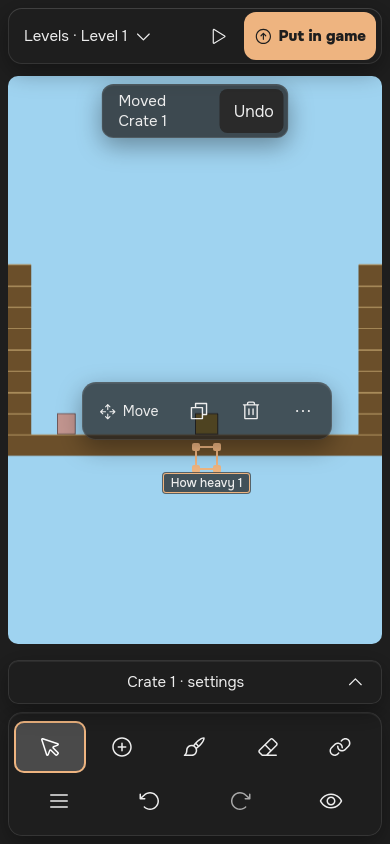 Levels · Level 1
Put in game
Moved
Crate 1
Undo
Move
How heavy 1
Crate 1 · settings